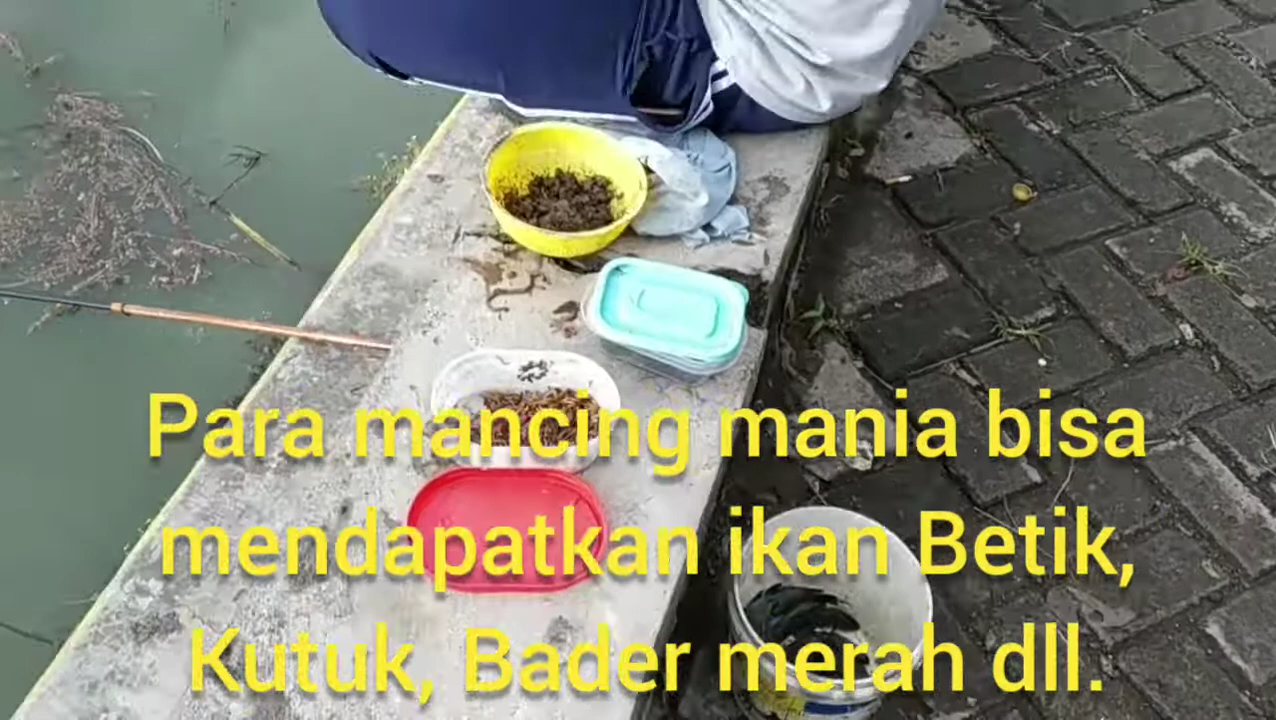 Para mancing mania bisa
mendapatkan ikan Betik,
Kutuk, Bader merah dll.